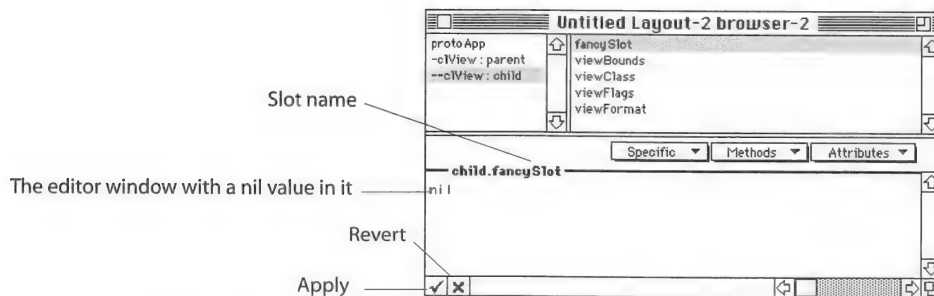 Untitled Layout-2 browser-2
protoApp
-clView : parent
--clView : child
fancySlot
viewBounds
viewClass
viewFlags
viewFormat
Slot name
Specific
Methods
Attributes
child.fancySlot
The editor window with a nil value in it
nil
Revert
Apply